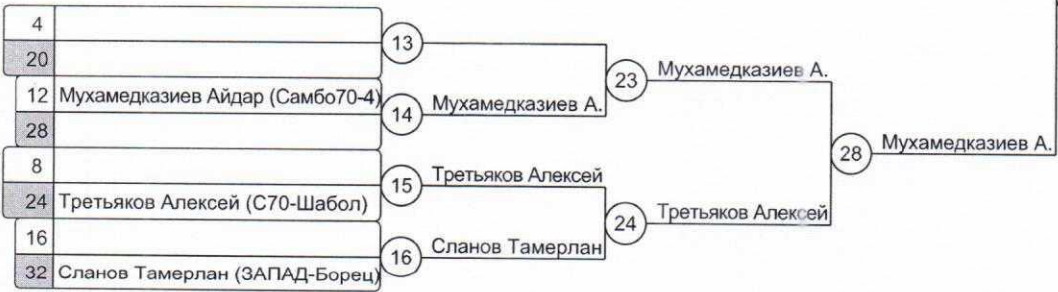 4
13
20
23 Мухамедказиев А.
12 Мухамедказиев Айдар (Самбо70-4)
14 Мухамедказиев А.
28
28 Мухамедказиев А.
8
15 Третьяков Алексей
24 Третьяков Алексей (С70-Шабол)
24 Третьяков Алексей
16
16 Сланов Тамерлан
32 Сланов Тамерлан (ЗАПАД-Борец)